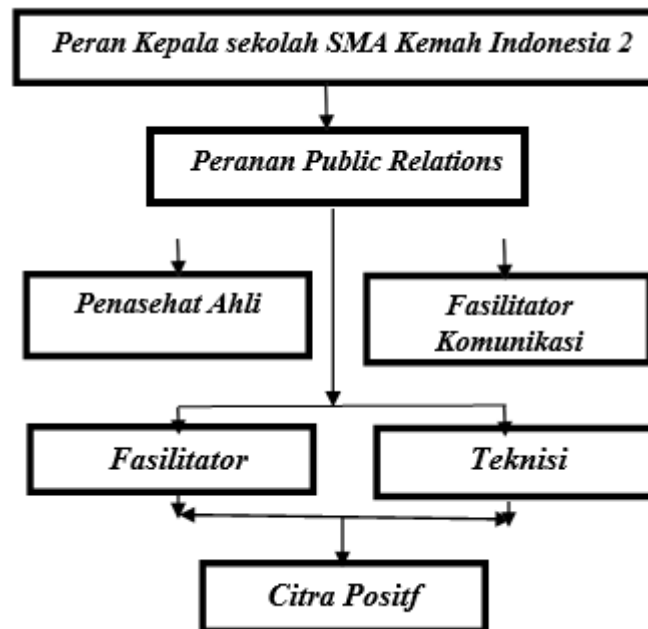 Peran Kepala sekolah SMA Kemah Indonesia 2
Peranan Public Relations
Penasehat Ahli
Fasilitator
Komunikasi
Fasilitator
Teknisi
Citra Positf